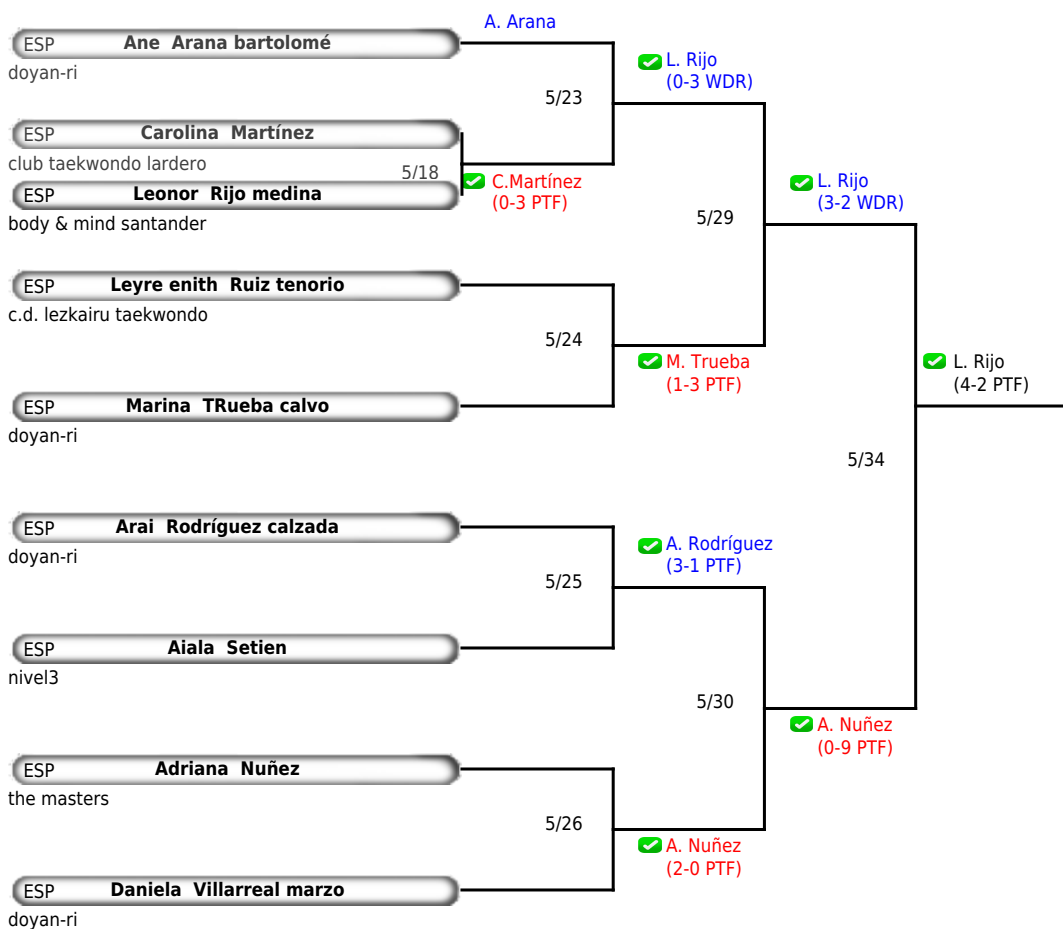 A. Arana
ESP Ane Arana bartolomé
doyan-ri
L. Rijo
(0-3 WDR)
5/23
ESP Carolina Martínez
club taekwondo lardero
5/18
C.Martínez
(0-3 PTF)
ESP Leonor Rijo medina
body & mind santander
L. Rijo
(3-2 WDR)
5/29
ESP Leyre enith Ruiz tenorio
c.d. lezkairu taekwondo
5/24
M. Trueba
(1-3 PTF)
L. Rijo
(4-2 PTF)
ESP Marina TRueba calvo
doyan-ri
5/34
ESP Arai Rodríguez calzada
doyan-ri
A. Rodríguez
(3-1 PTF)
5/25
ESP Aiala Setien
nivel3
5/30
A. Nuñez
(0-9 PTF)
ESP Adriana Nuñez
the masters
5/26
A. Nuñez
(2-0 PTF)
ESP Daniela Villarreal marzo
doyan-ri